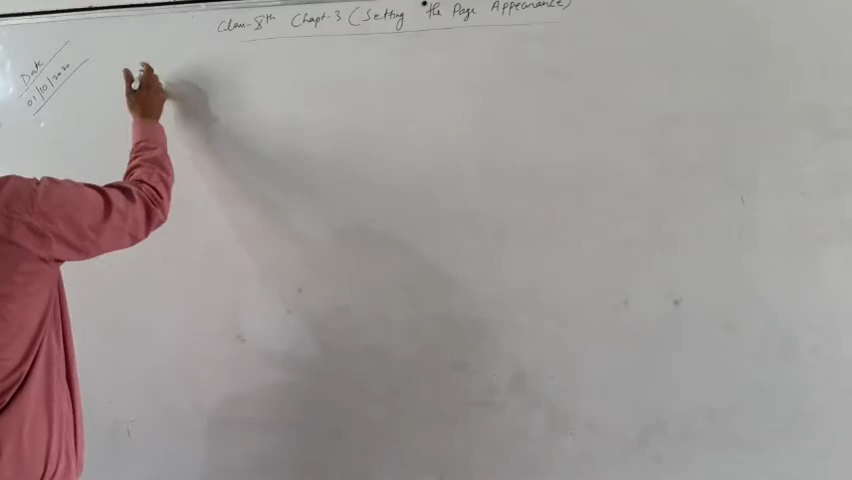 Class-8th Chapt-3 (Setting the Page Appearance)
Date
01/10/2020